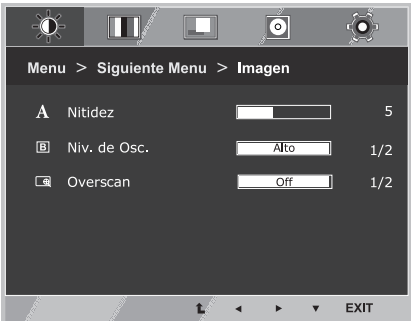 Menu > Siguiente Menu > Imagen
A Nitidez 5
B Niv. de Osc. Alto 1/2
Overscan Off 1/2
EXIT